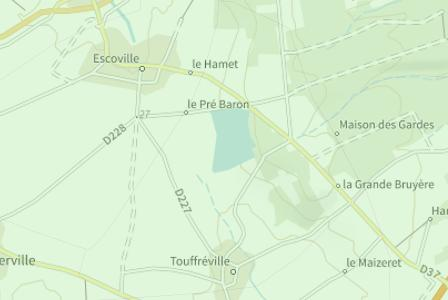 Escoville
le Hamet
27
le Pré Baron
Maison des Gardes
D228
la Grande Bruyère
D227
Ha
erville
Touffréville
le Maizeret
D37